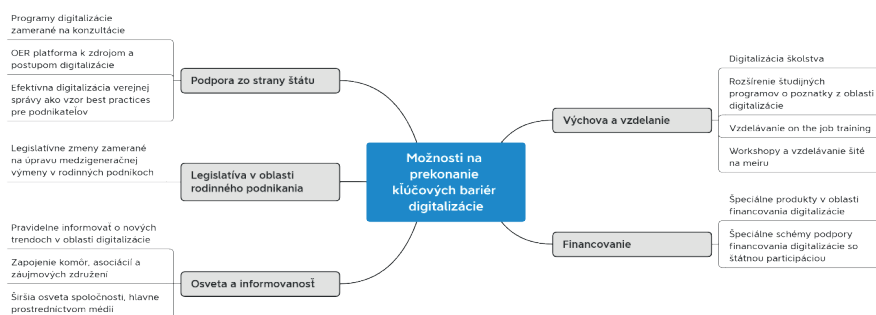 Programy digitalizácie
zamerané na konzultácie
OER platforma k zdrojom a
postupom digitalizácie
Efektívna digitalizácia verejnej
správy ako vzor best practices
pre podnikateľov
Podpora zo strany štátu
Legislatívne zmeny zamerané
na úpravu medzigeneračnej
výmeny v rodinných podnikoch
Legislatíva v oblasti
rodinného podnikania
Pravidelne informovať o nových
trendoch v oblasti digitalizácie
Zapojenie komôr, asociácií a
záujmových združení
Širšia osveta spoločnosti, hlavne
prostredníctvom médií
Osveta a informovanosť
Možnosti na
prekonanie
kľúčových bariér
digitalizácie
Výchova a vzdelanie
Digitalizácia školstva
Rozšírenie študijných
programov o poznatky z oblasti
digitalizácie
Vzdelávanie on the job training
Workshopy a vzdelávanie šité
na meiru
Financovanie
Špeciálne produkty v oblasti
financovania digitalizácie
Špeciálne schémy podpory
financovania digitalizácie so
štátnou participáciou